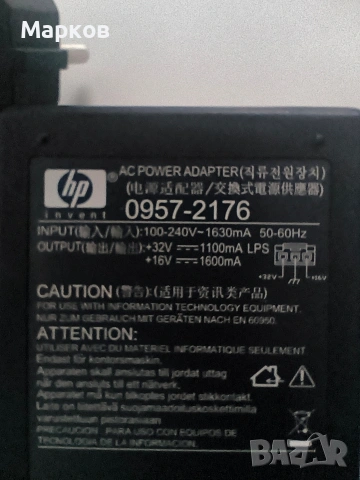 Марков
hp
invent
AC POWER ADAPTER(직류전원장치)
(电源适配器/交換式電源供應器)
0957-2176
INPUT(输入/輸入):100-240V~1630mA 50-60Hz
OUTPUT(输出/輸出):+32V ⎓ 1100mA LPS
+16V ⎓ 1600mA
+32V +16V
CAUTION (警告):(适用于资讯类产品)
FOR USE WITH INFORMATION TECHNOLOGY EQUIPMENT.
NUR ZUM GEBRAUCH MIT GERÄTEN NACH EN 60950.
ATTENTION:
UTILISER AVEC DU MATERIEL INFORMATIQUE SEULEMENT
Endast för kontorsmaskin.
Apparaten skall anslutas till jordat uttag
när den ansluts till ett nätverk.
Apparatet må kun tilkoples jordet stikkontakt.
Laite on liitettävä suojamaadoituskoskettimilla
varustettuun pistorasiaan.
PARA USO CON EQUIPOS DE
TECNOLOGIA DE LA INFORMATION.
BAZAR